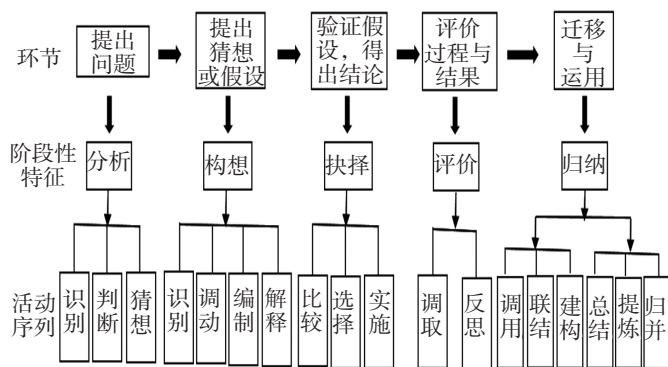 环节
提出
问题
提出
猜想
或假设
验证假
设，得
出结论
评价
过程与
结果
迁移
与
运用
阶段性
特征
分析
构想
抉择
评价
归纳
活动
序列
识别
判断
猜想
识别
调动
编制
解释
比较
选择
实施
调取
反思
调用
联结
建构
总结
提炼
归并